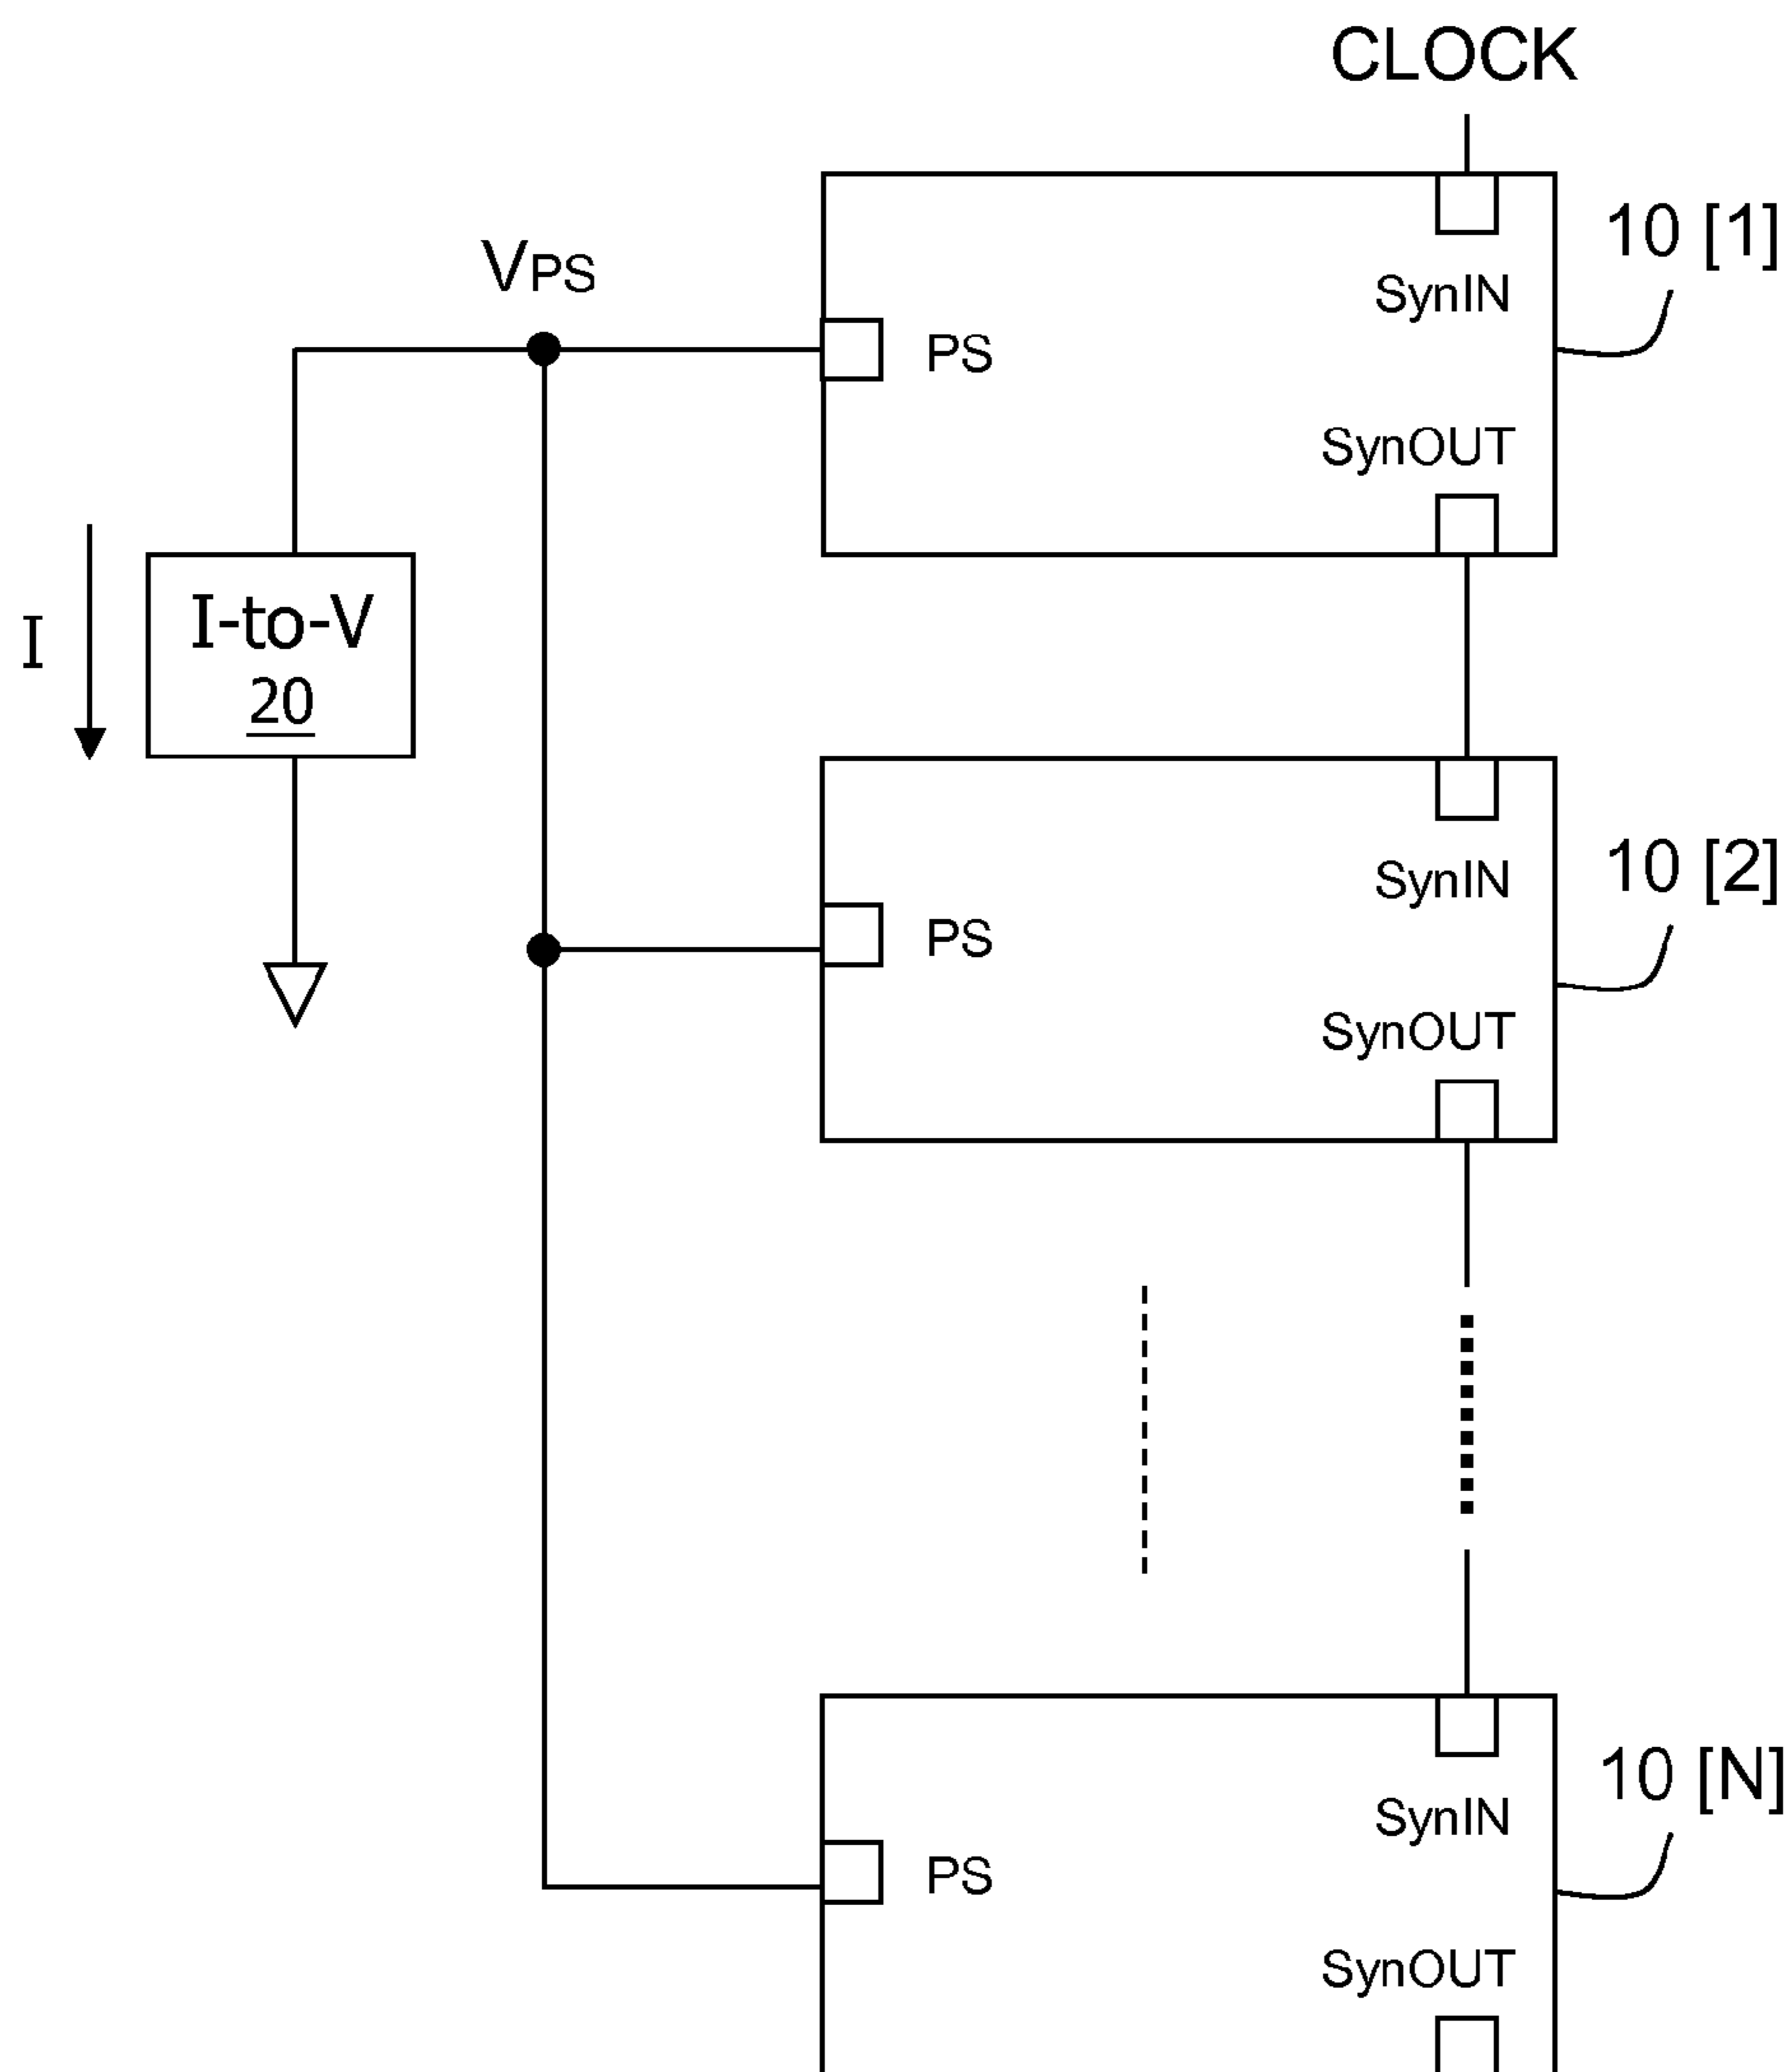 CLOCK
10 [1]
VPS
SynIN
PS
SynOUT
I
I-to-V
20
10 [2]
SynIN
PS
SynOUT
10 [N]
SynIN
PS
SynOUT